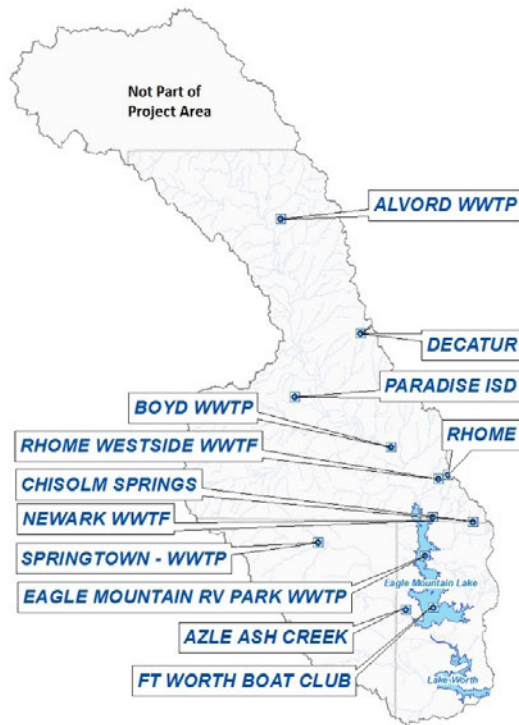 Not Part of
Project Area
ALVORD WWTP
DECATUR
PARADISE ISD
BOYD WWTP
RHOME
RHOME WESTSIDE WWTF
CHISOLM SPRINGS
NEWARK WWTF
SPRINGTOWN - WWTP
Eagle Mountain Lake
EAGLE MOUNTAIN RV PARK WWTP
AZLE ASH CREEK
FT WORTH BOAT CLUB
Lake-Worth